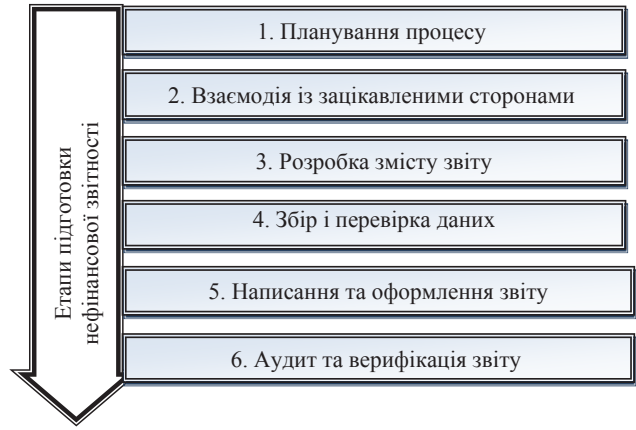 Етапи підготовки
нефінансової звітності
1. Планування процесу
2. Взаємодія із зацікавленими сторонами
3. Розробка змісту звіту
4. Збір і перевірка даних
5. Написання та оформлення звіту
6. Аудит та верифікація звіту